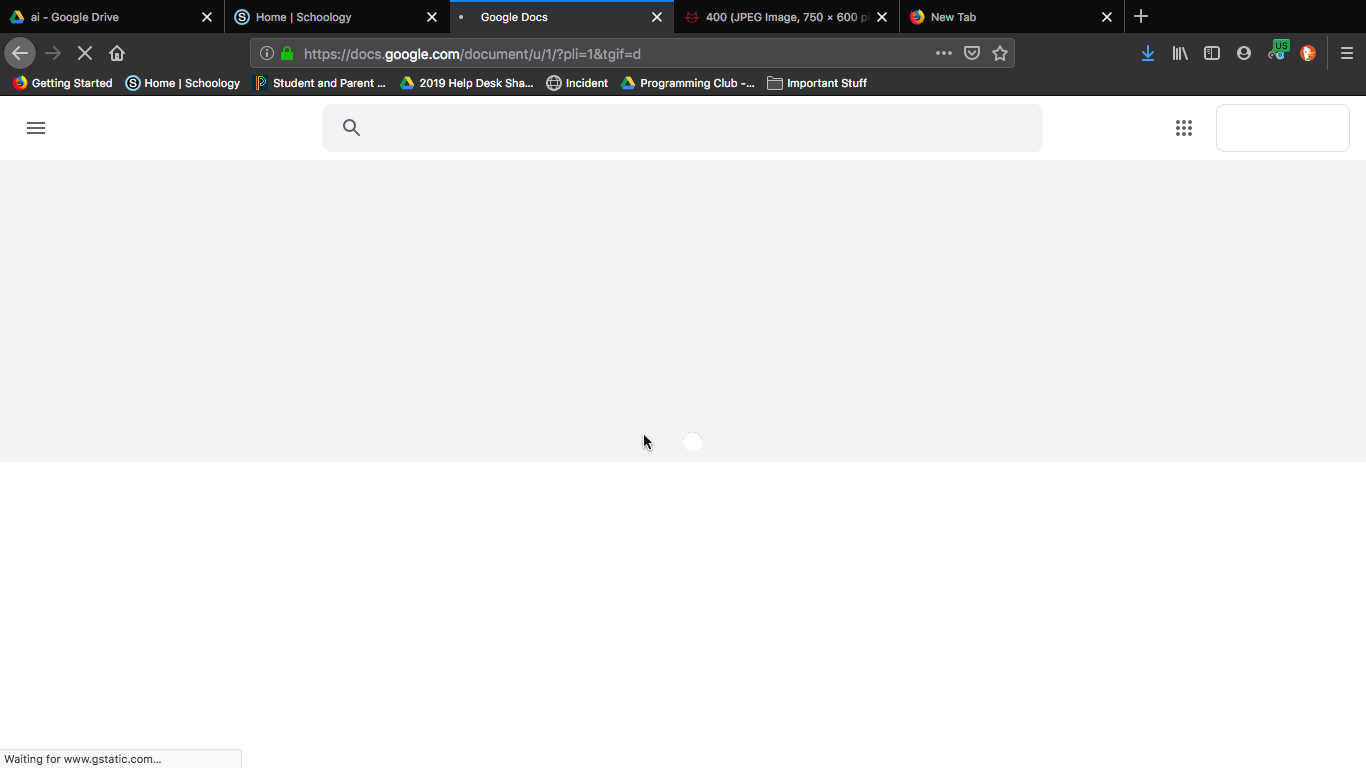 ai - Google Drive
Home | Schoology
Google Docs
400 (JPEG Image, 750 × 600 pi
New Tab
https://docs.google.com/document/u/1/?pli=1&tgif=d
US
Getting Started
Home | Schoology
Student and Parent ...
2019 Help Desk Sha...
Incident
Programming Club -...
Important Stuff
Waiting for www.gstatic.com...